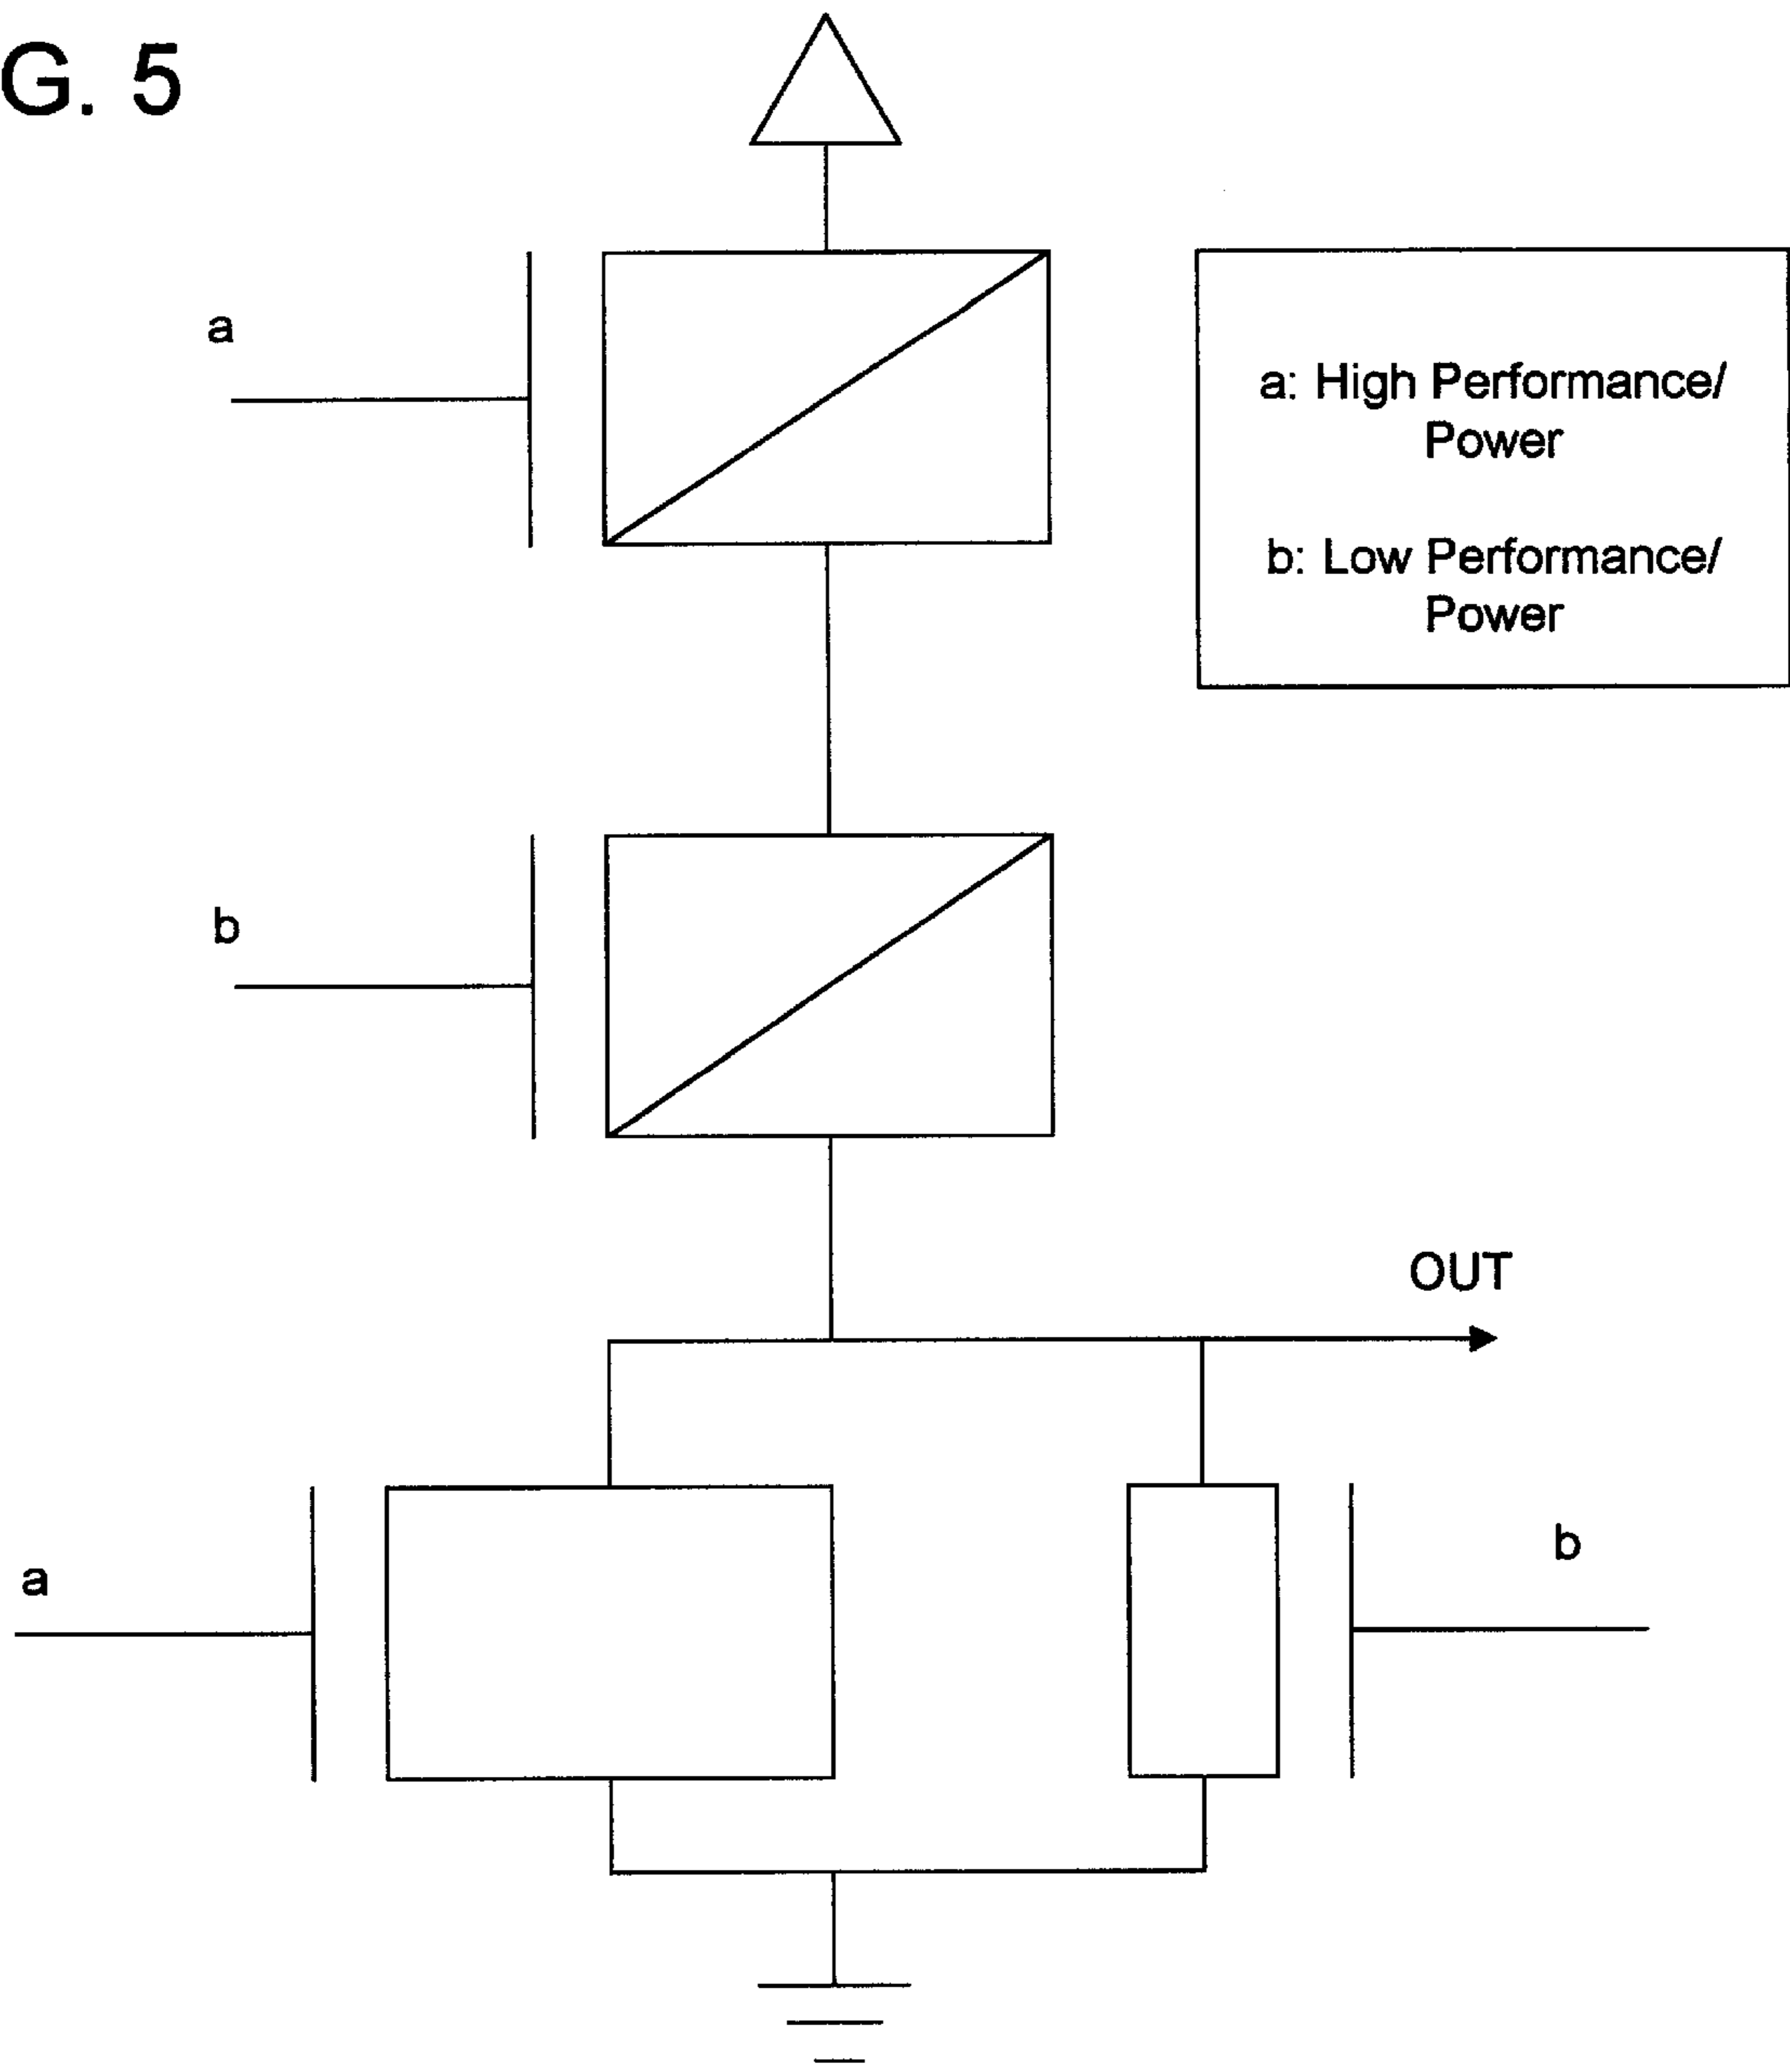 G. 5
a
a: High Performance/
Power
b: Low Performance/
Power
b
OUT
a
b